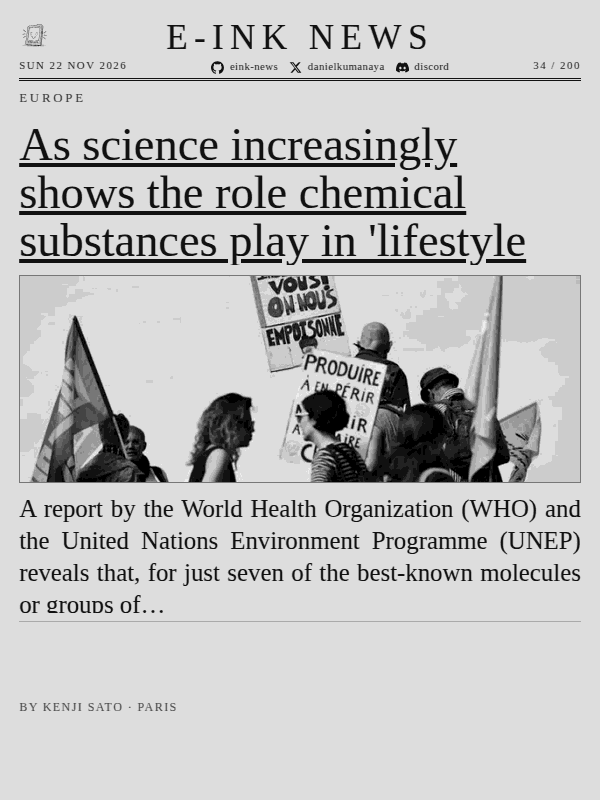 E-INK NEWS
SUN 22 NOV 2026
eink-news
danielkumanaya
discord
34 / 200
EUROPE
As science increasingly
shows the role chemical
substances play in 'lifestyle
VOUS!
ON NOUS
EMPOISONNE
PRODUIRE
À EN PÉRIR
A report by the World Health Organization (WHO) and
the United Nations Environment Programme (UNEP)
reveals that, for just seven of the best-known molecules
or groups of…
BY KENJI SATO · PARIS